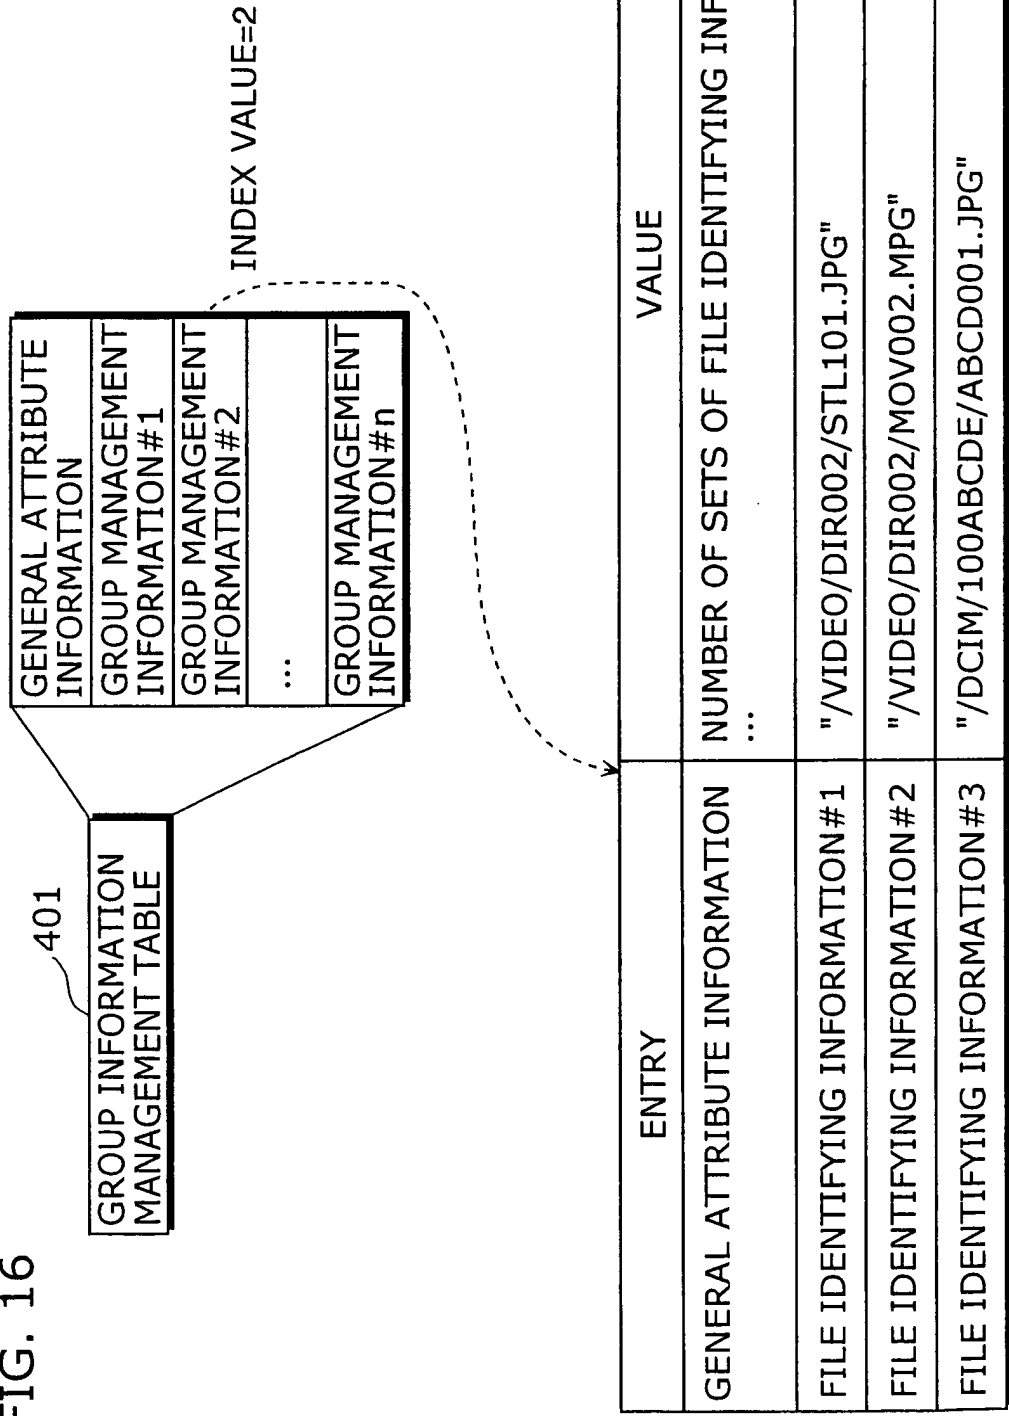 FIG. 16
401
GROUP INFORMATION
MANAGEMENT TABLE
GENERAL ATTRIBUTE
INFORMATION
GROUP MANAGEMENT
INFORMATION#1
GROUP MANAGEMENT
INFORMATION#2
...
GROUP MANAGEMENT
INFORMATION#n
INDEX VALUE=2
ENTRY VALUE
GENERAL ATTRIBUTE INFORMATION NUMBER OF SETS OF FILE IDENTIFYING INF
...
FILE IDENTIFYING INFORMATION#1 "/VIDEO/DIR002/STL101.JPG"
FILE IDENTIFYING INFORMATION#2 "/VIDEO/DIR002/MOV002.MPG"
FILE IDENTIFYING INFORMATION#3 "/DCIM/100ABCDE/ABCD001.JPG"